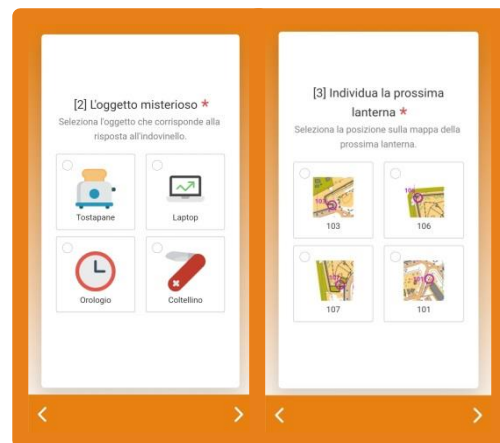 [2] L'oggetto misterioso *
Seleziona l'oggetto che corrisponde alla
risposta all'indovinello.
Tostapane
Laptop
Orologio
Coltellino
[3] Individua la prossima
lanterna *
Seleziona la posizione sulla mappa della
prossima lanterna.
103
106
107
101